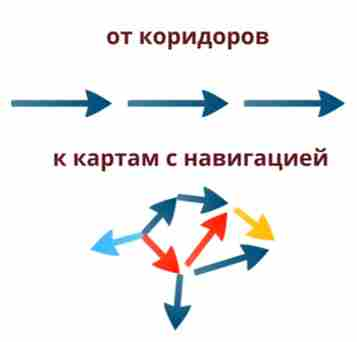 от коридоров
к картам с навигацией